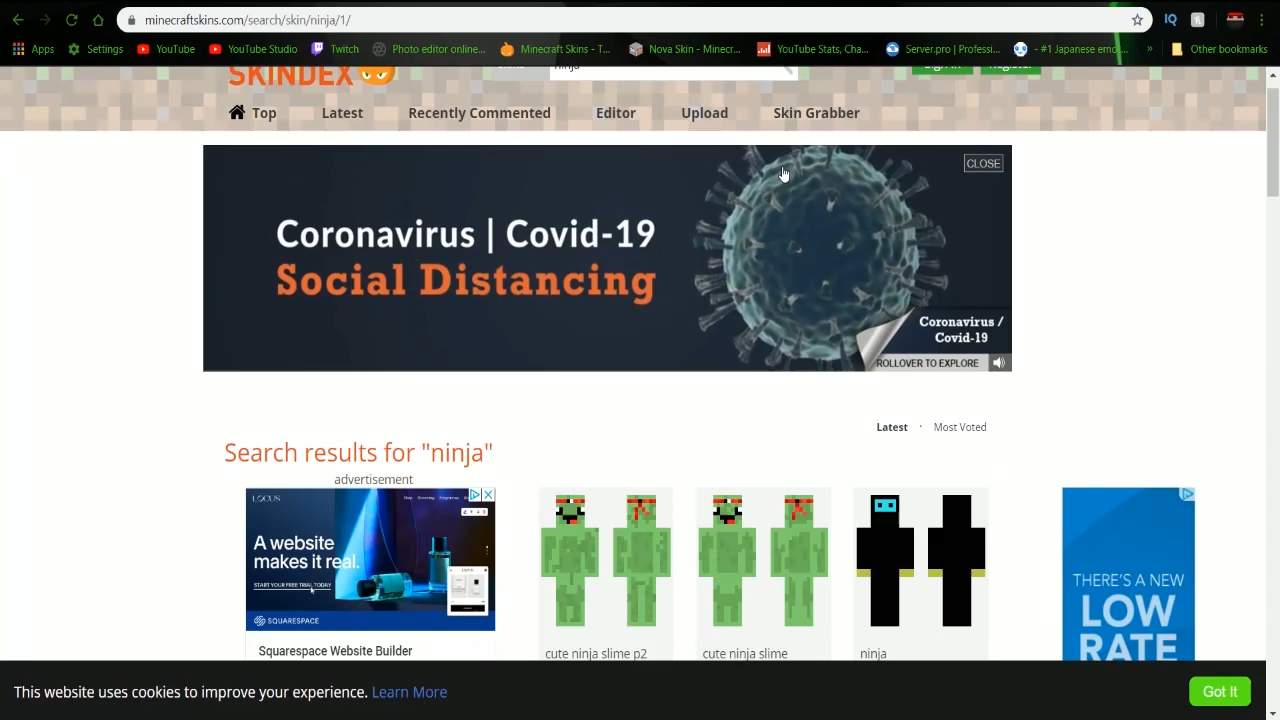 minecraftskins.com/search/skin/ninja/1/
IQ
Apps Settings YouTube YouTube Studio Twitch Photo editor online... Minecraft Skins - T... Nova Skin - Minecr... YouTube Stats, Cha... Server.pro | Professi... - #1 Japanese emo... » Other bookmarks
SKINDEX ninja Sign In Register
Top Latest Recently Commented Editor Upload Skin Grabber
CLOSE
Coronavirus | Covid-19
Social Distancing
Coronavirus /
Covid-19
ROLLOVER TO EXPLORE
Latest · Most Voted
Search results for "ninja"
advertisement
LOCUS
A website
makes it real.
START YOUR FREE TRIAL TODAY
SQUARESPACE
Squarespace Website Builder
cute ninja slime p2 cute ninja slime ninja
THERE'S A NEW
LOW
RATE
This website uses cookies to improve your experience. Learn More Got It